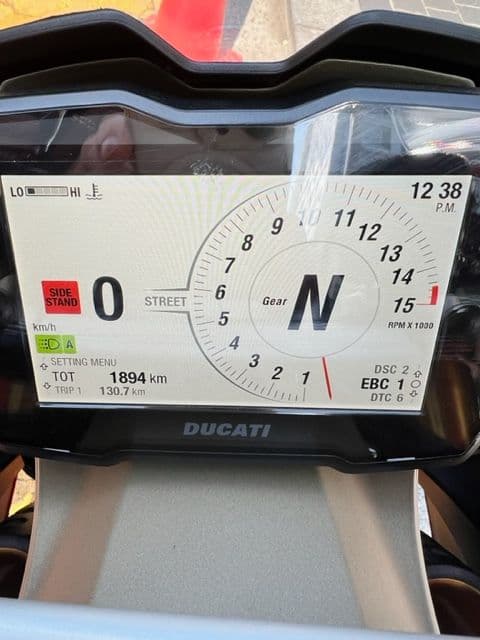 LO HI
12 38
P.M.
SIDE
STAND
0
km/h
STREET
Gear N
1 2 3 4 5 6 7 8 9 10 11 12 13 14 15
RPM X 1000
A
SETTING MENU
TOT 1894 km
TRIP 1 130.7 km
DSC 2
EBC 1
DTC 6
DUCATI